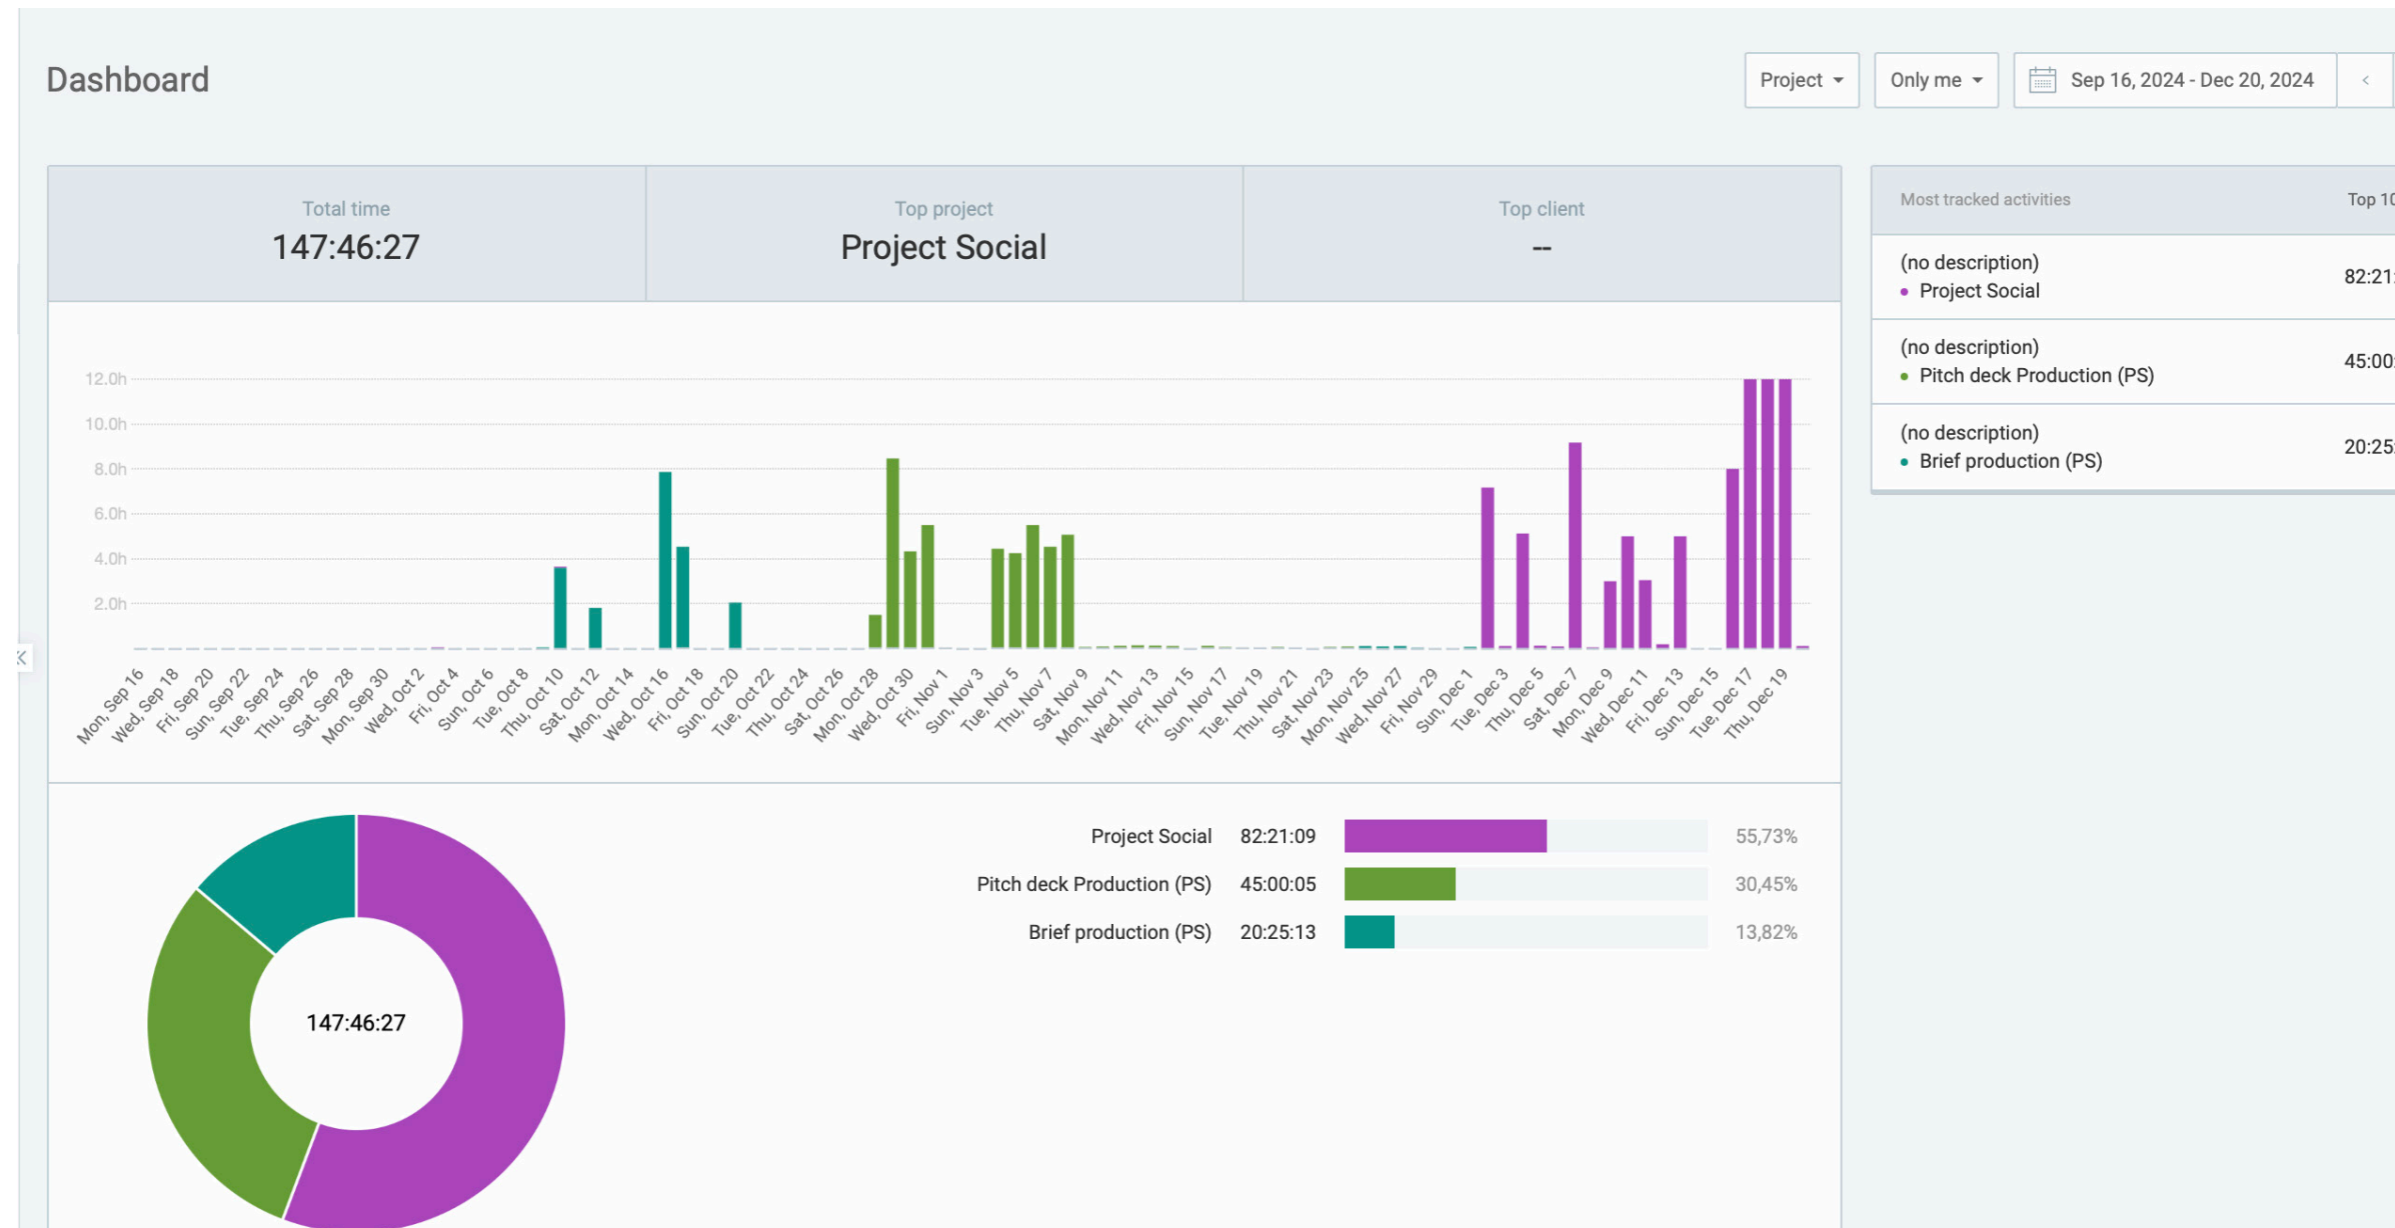 Dashboard
Project
Only me
Sep 16, 2024 - Dec 20, 2024
Total time
147:46:27
Top project
Project Social
Top client
--
12.0h
10.0h
8.0h
6.0h
4.0h
2.0h
Mon, Sep 16
Wed, Sep 18
Fri, Sep 20
Sun, Sep 22
Tue, Sep 24
Thu, Sep 26
Sat, Sep 28
Mon, Sep 30
Wed, Oct 2
Fri, Oct 4
Sun, Oct 6
Tue, Oct 8
Thu, Oct 10
Sat, Oct 12
Mon, Oct 14
Wed, Oct 16
Fri, Oct 18
Sun, Oct 20
Tue, Oct 22
Thu, Oct 24
Sat, Oct 26
Mon, Oct 28
Wed, Oct 30
Fri, Nov 1
Sun, Nov 3
Tue, Nov 5
Thu, Nov 7
Sat, Nov 9
Mon, Nov 11
Wed, Nov 13
Fri, Nov 15
Sun, Nov 17
Tue, Nov 19
Thu, Nov 21
Sat, Nov 23
Mon, Nov 25
Wed, Nov 27
Fri, Nov 29
Sun, Dec 1
Tue, Dec 3
Thu, Dec 5
Sat, Dec 7
Mon, Dec 9
Wed, Dec 11
Fri, Dec 13
Sun, Dec 15
Tue, Dec 17
Thu, Dec 19
147:46:27
Project Social 82:21:09 55,73%
Pitch deck Production (PS) 45:00:05 30,45%
Brief production (PS) 20:25:13 13,82%
Most tracked activities Top 10
(no description)
Project Social 82:21:
(no description)
Pitch deck Production (PS) 45:00:
(no description)
Brief production (PS) 20:25: